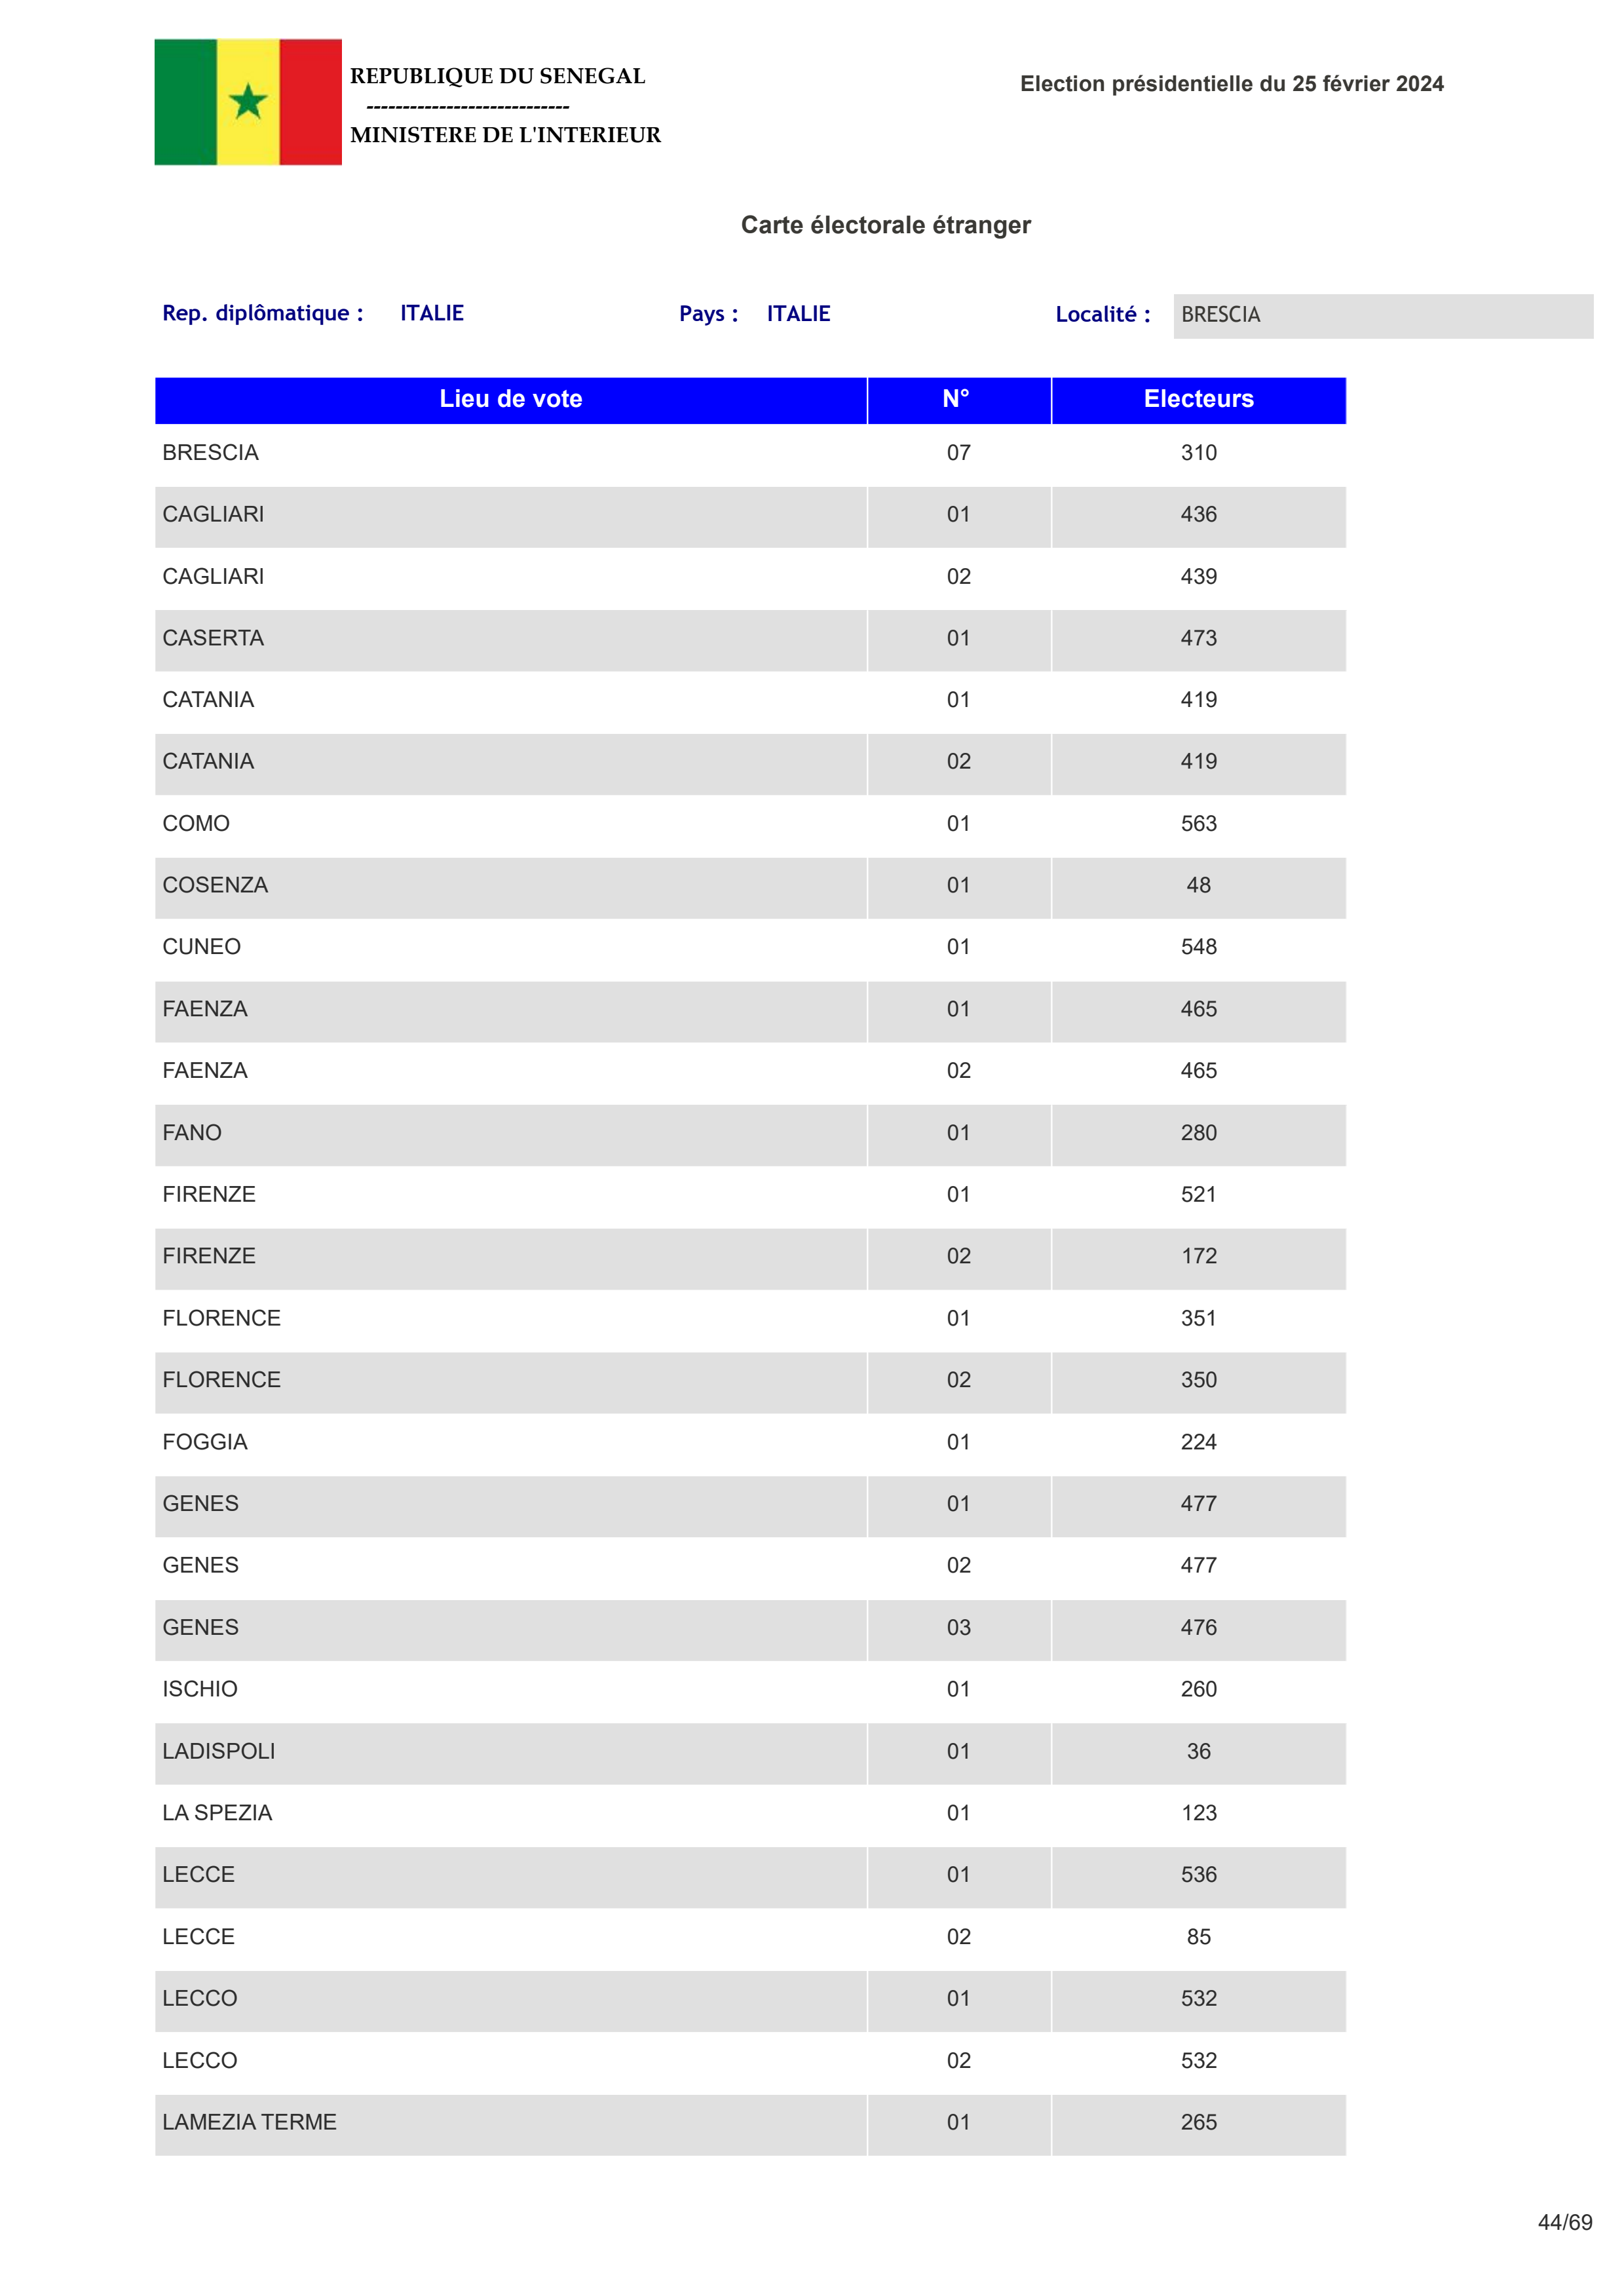 REPUBLIQUE DU SENEGAL
----------------------------
MINISTERE DE L'INTERIEUR
Election présidentielle du 25 février 2024
Carte électorale étranger
Rep. diplômatique : ITALIE Pays : ITALIE Localité : BRESCIA
Lieu de vote N° Electeurs
BRESCIA 07 310
CAGLIARI 01 436
CAGLIARI 02 439
CASERTA 01 473
CATANIA 01 419
CATANIA 02 419
COMO 01 563
COSENZA 01 48
CUNEO 01 548
FAENZA 01 465
FAENZA 02 465
FANO 01 280
FIRENZE 01 521
FIRENZE 02 172
FLORENCE 01 351
FLORENCE 02 350
FOGGIA 01 224
GENES 01 477
GENES 02 477
GENES 03 476
ISCHIO 01 260
LADISPOLI 01 36
LA SPEZIA 01 123
LECCE 01 536
LECCE 02 85
LECCO 01 532
LECCO 02 532
LAMEZIA TERME 01 265
44/69